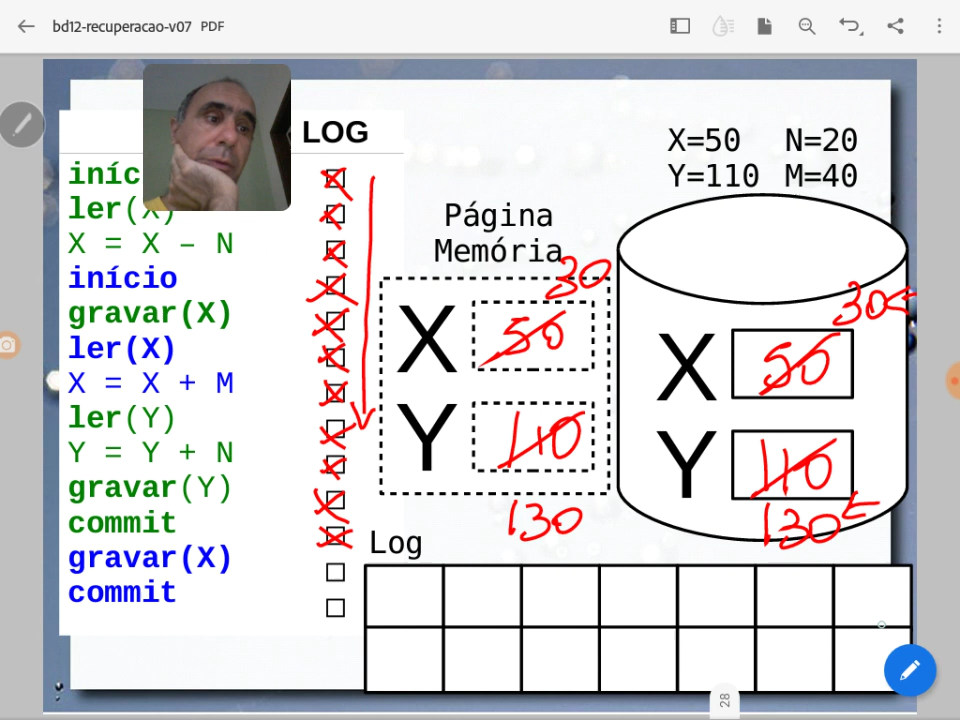 bd12-recuperacao-v07 PDF
LOG
X=50 N=20
Y=110 M=40
iníc
ler(X)
X = X – N
início
gravar(X)
ler(X)
X = X + M
ler(Y)
Y = Y + N
gravar(Y)
commit
gravar(X)
commit
Página
Memória
30
X 50
Y 110
130
30
X 50
Y 110
130
Log
28